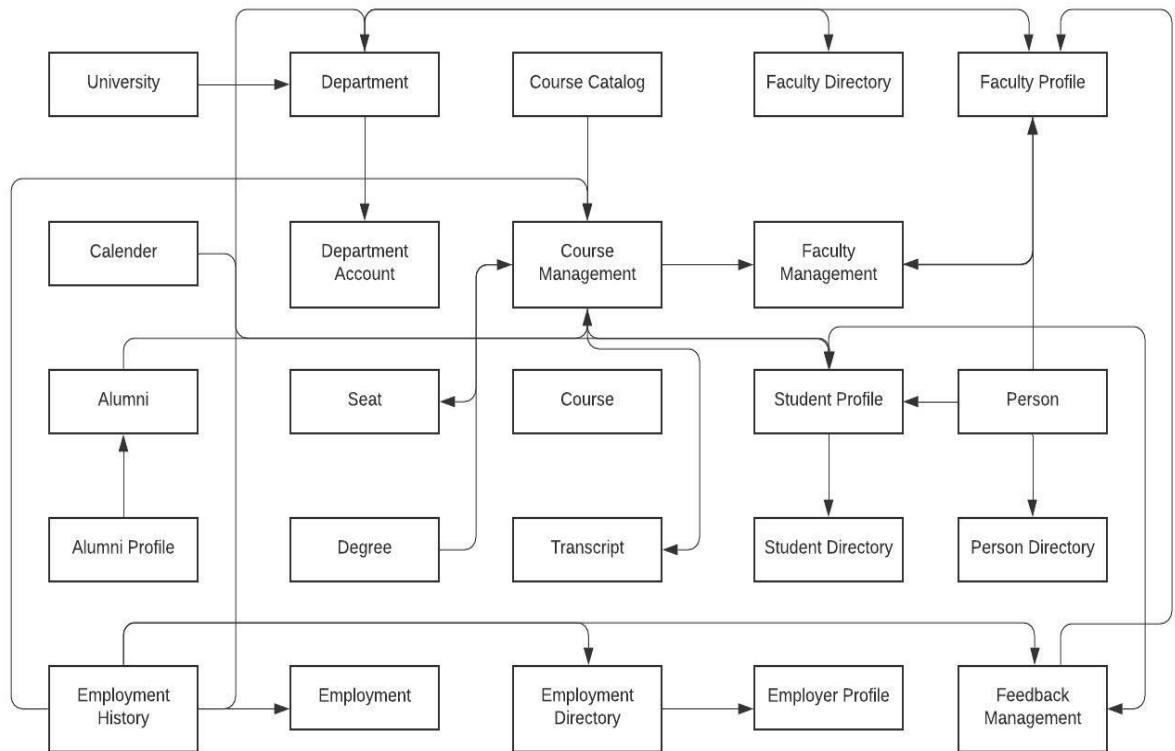 University
Department
Course Catalog
Faculty Directory
Faculty Profile
Calender
Department
Account
Course
Management
Faculty
Management
Alumni
Seat
Course
Student Profile
Person
Alumni Profile
Degree
Transcript
Student Directory
Person Directory
Employment
History
Employment
Employment
Directory
Employer Profile
Feedback
Management